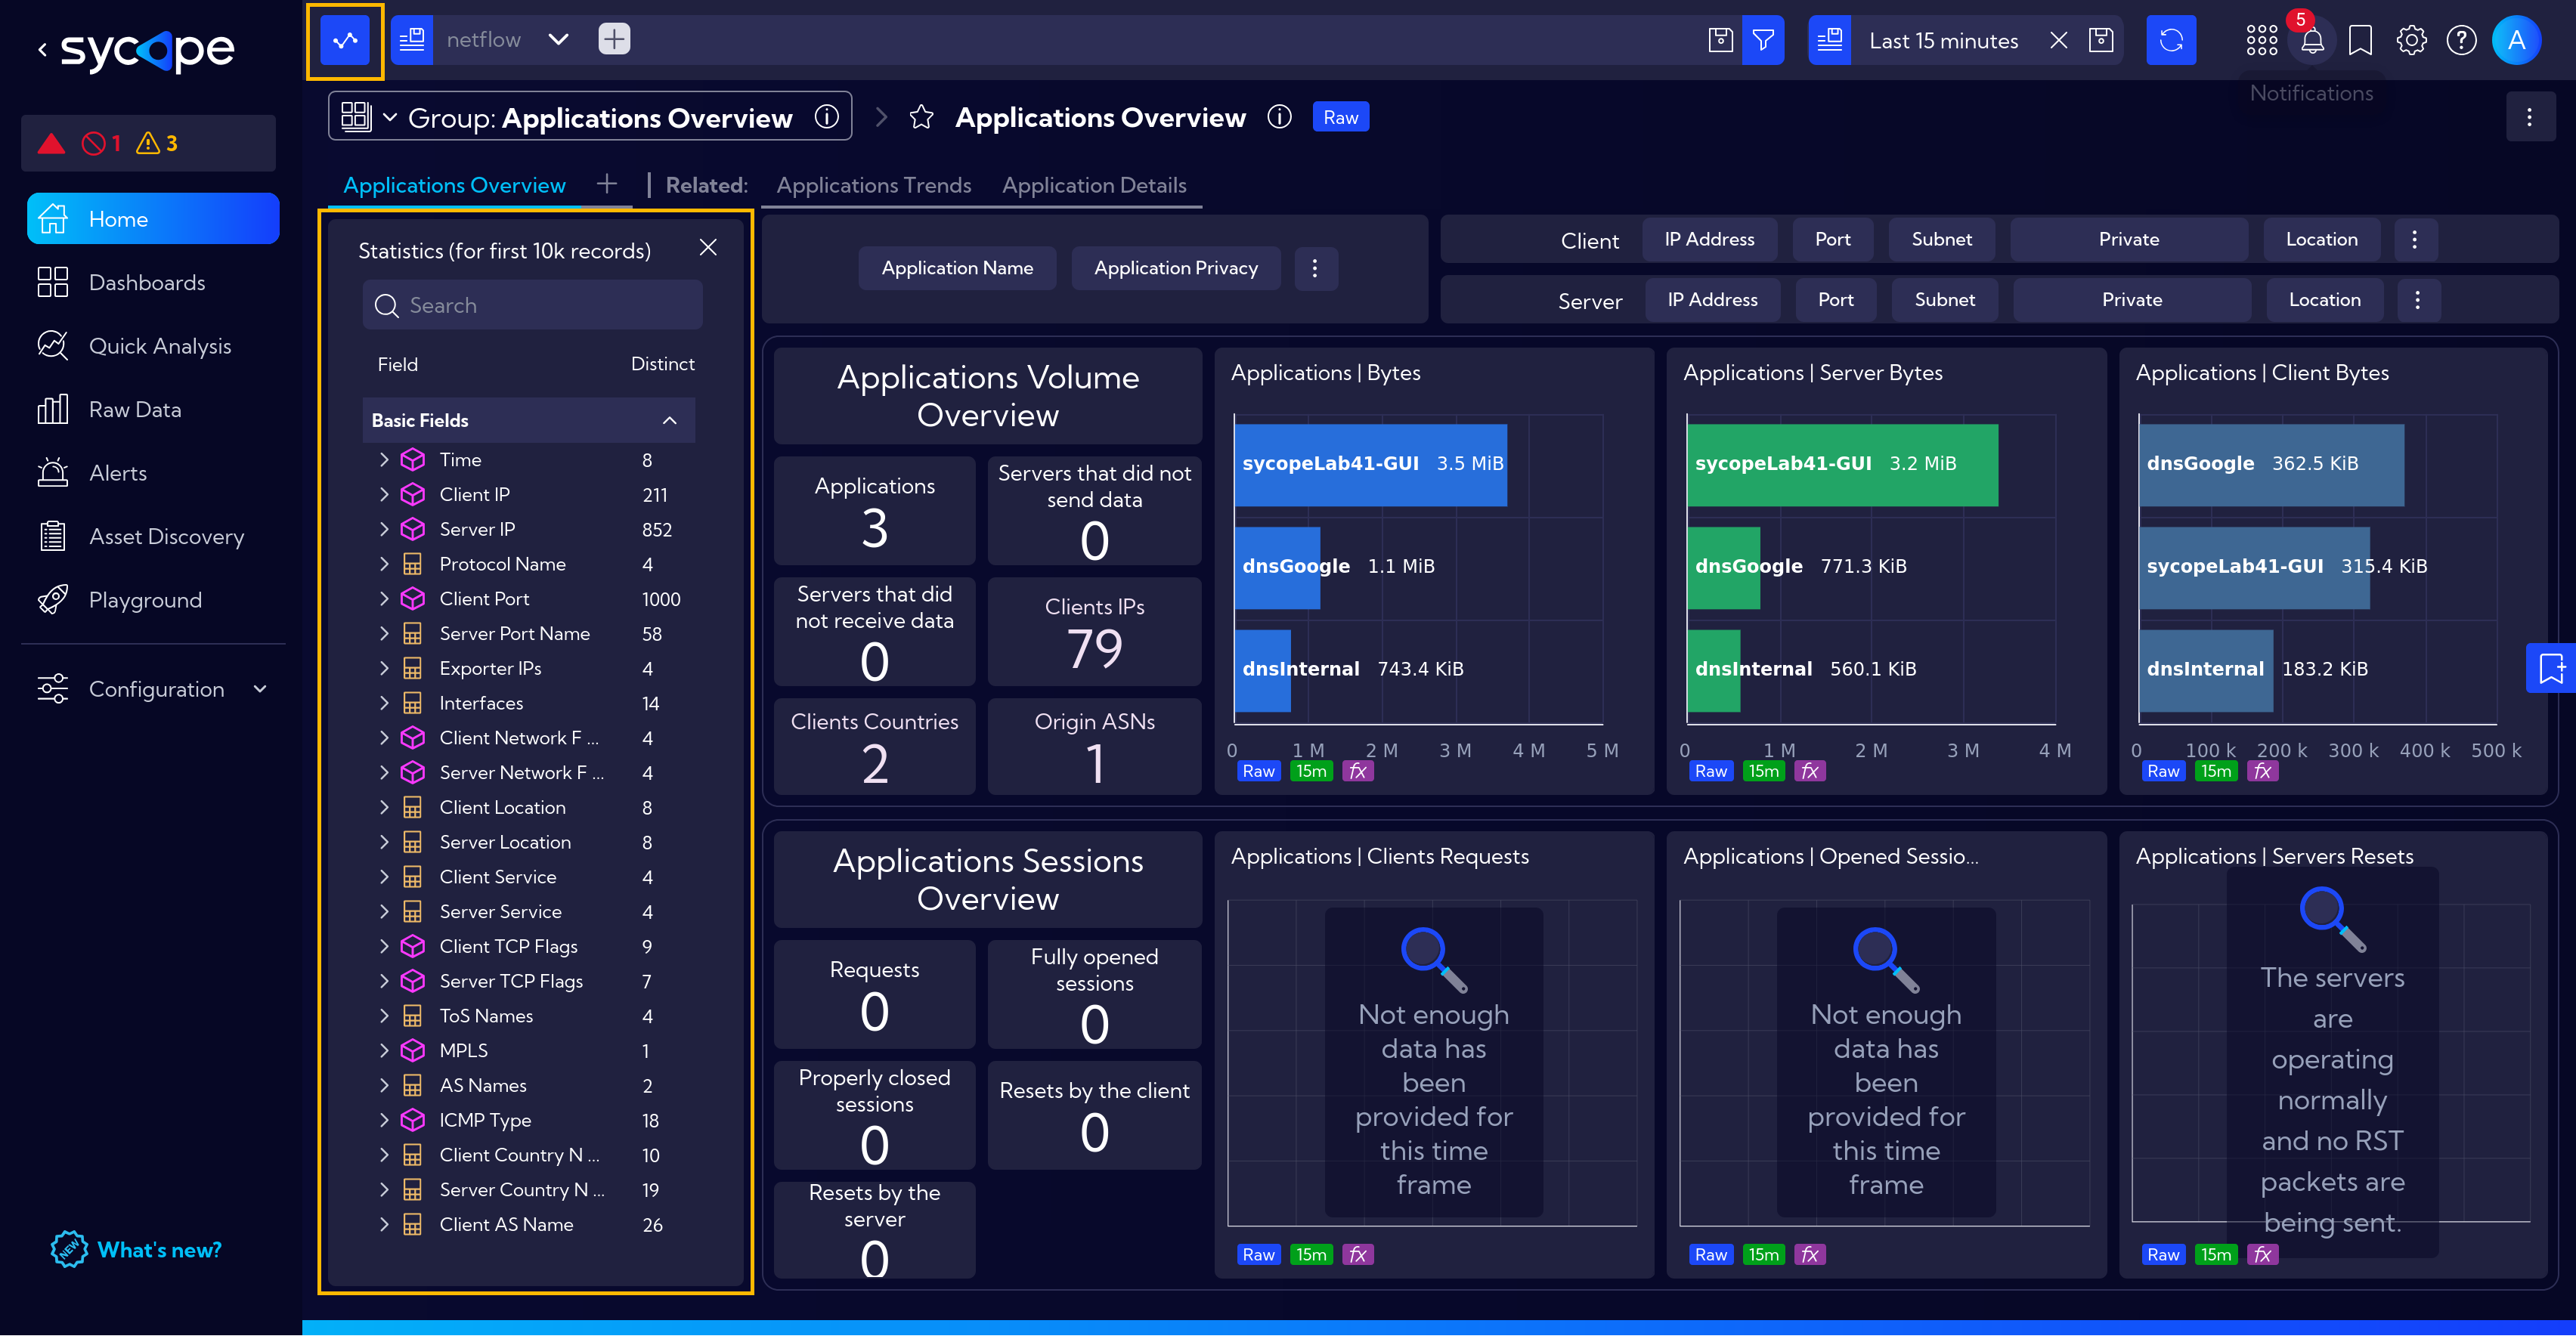 sycope
1
3
Home
Dashboards
Quick Analysis
Raw Data
Alerts
Asset Discovery
Playground
Configuration
NEW
What's new?
netflow
Last 15 minutes
5
A
Notifications
Group: Applications Overview
Applications Overview
Raw
Applications Overview
Related:
Applications Trends
Application Details
Statistics (for first 10k records)
Search
Field Distinct
Basic Fields
Time 8
Client IP 211
Server IP 852
Protocol Name 4
Client Port 1000
Server Port Name 58
Exporter IPs 4
Interfaces 14
Client Network F ... 4
Server Network F ... 4
Client Location 8
Server Location 8
Client Service 4
Server Service 4
Client TCP Flags 9
Server TCP Flags 7
ToS Names 4
MPLS 1
AS Names 2
ICMP Type 18
Client Country N ... 10
Server Country N ... 19
Client AS Name 26
Application Name
Application Privacy
Client IP Address Port Subnet Private Location
Server IP Address Port Subnet Private Location
Applications Volume
Overview
Applications
3
Servers that did not
send data
0
Servers that did
not receive data
0
Clients IPs
79
Clients Countries
2
Origin ASNs
1
Applications | Bytes
sycopeLab41-GUI 3.5 MiB
dnsGoogle 1.1 MiB
dnsInternal 743.4 KiB
0 1 M 2 M 3 M 4 M 5 M
Raw 15m fx
Applications | Server Bytes
sycopeLab41-GUI 3.2 MiB
dnsGoogle 771.3 KiB
dnsInternal 560.1 KiB
0 1 M 2 M 3 M 4 M
Raw 15m fx
Applications | Client Bytes
dnsGoogle 362.5 KiB
sycopeLab41-GUI 315.4 KiB
dnsInternal 183.2 KiB
0 100 k 200 k 300 k 400 k 500 k
Raw 15m fx
Applications Sessions
Overview
Requests
0
Fully opened
sessions
0
Properly closed
sessions
0
Resets by the client
0
Resets by the
server
0
Applications | Clients Requests
Not enough
data has
been
provided for
this time
frame
Raw 15m fx
Applications | Opened Sessio...
Not enough
data has
been
provided for
this time
frame
Raw 15m fx
Applications | Servers Resets
The servers
are
operating
normally
and no RST
packets are
being sent.
Raw 15m fx